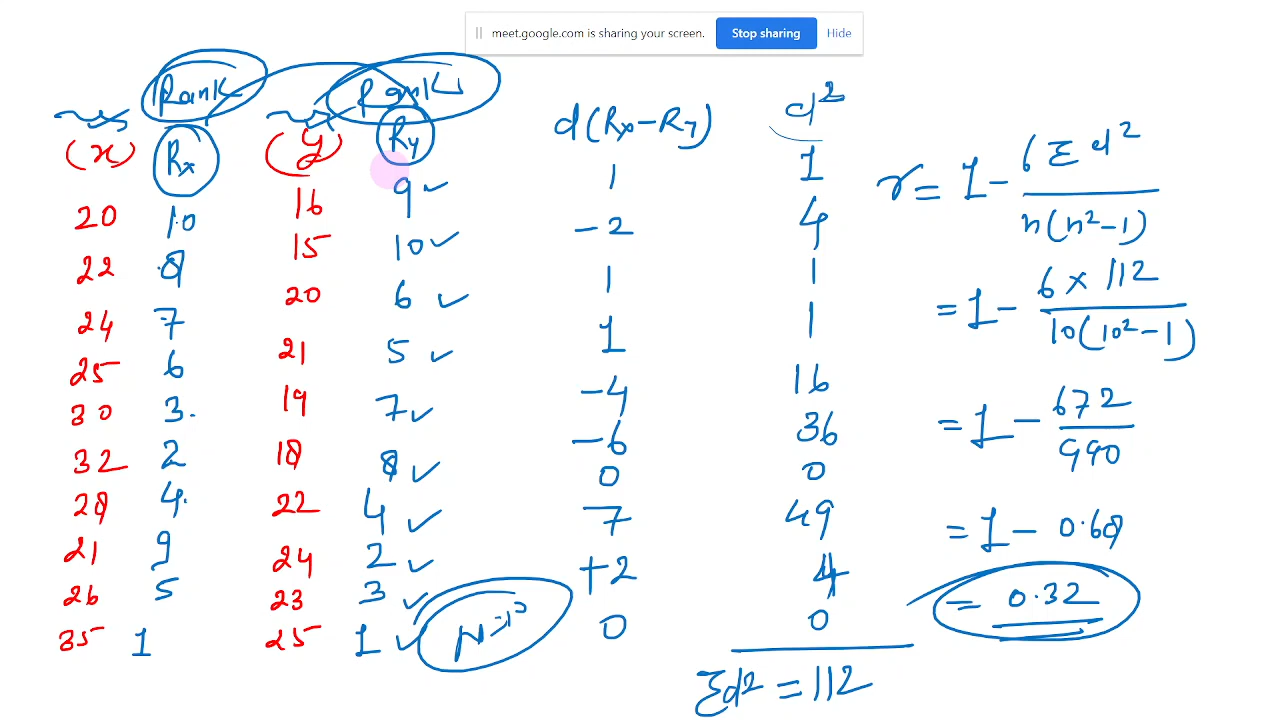 meet.google.com is sharing your screen. Stop sharing Hide
Rank Rank
(x) Rx (y) Ry d(Rx-Ry) d²
20 10 16 9 ✓ 1 1
22 8 15 10 ✓ -2 4
24 7 20 6 ✓ 1 1
25 6 21 5 ✓ 1 1
30 3. 19 7 ✓ -4 16
32 2 18 8 ✓ -6 36
28 4. 22 4 ✓ 0 0
21 9 24 2 ✓ 7 49
26 5 23 3 ✓ +2 4
35 1 25 1 ✓ 0 0
Σd² = 112
r = 1 - 6Σd² / n(n²-1)
= 1 - 6 × 112 / 10(10²-1)
= 1 - 672 / 990
= 1 - 0.68
= 0.32